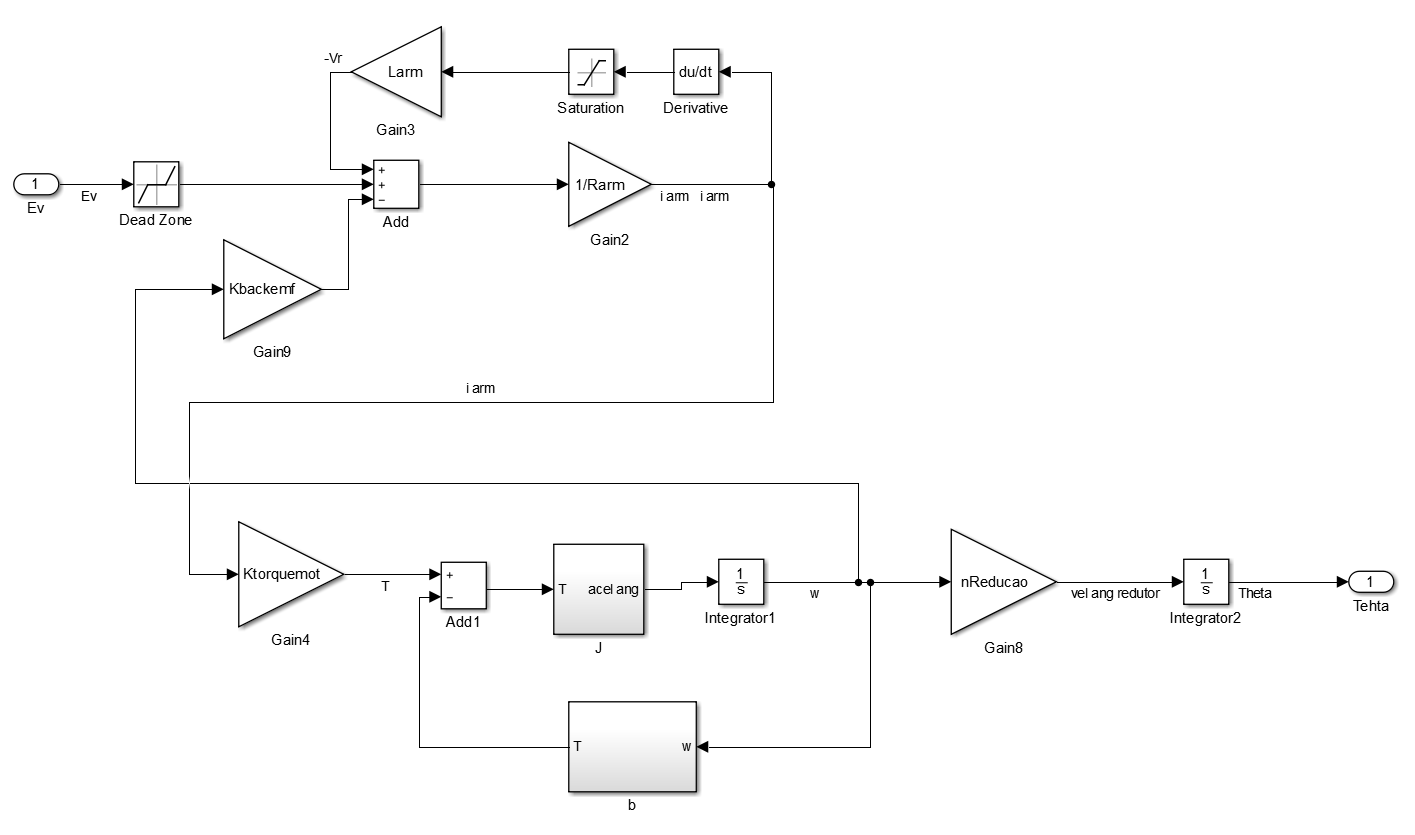 -Vr
Larm
Gain3
Saturation
du/dt
Derivative
1
Ev
Ev
Dead Zone
+
+
−
Add
1/Rarm
Gain2
i arm i arm
Kbackemf
Gain9
i arm
Ktorquemot
Gain4
T
+
−
Add1
T acel ang
J
1
s
Integrator1
w
nReducao
Gain8
vel ang redutor
1
s
Integrator2
Theta
1
Tehta
T w
b